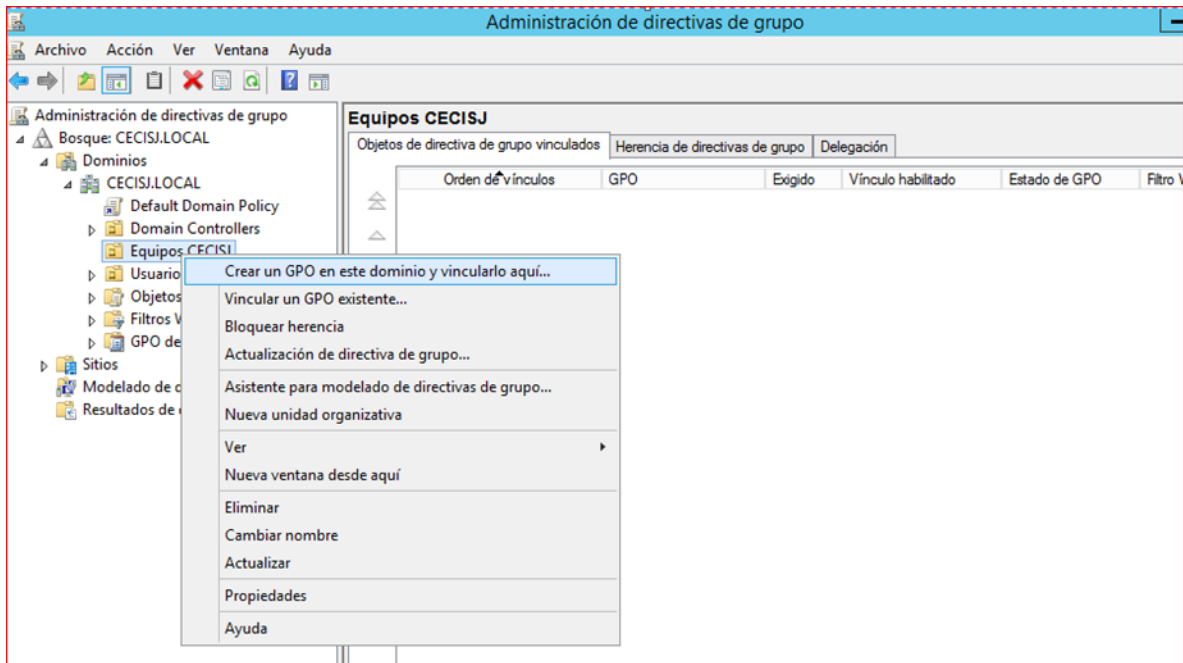 Administración de directivas de grupo
Archivo Acción Ver Ventana Ayuda
Administración de directivas de grupo
Bosque: CECISJ.LOCAL
Dominios
CECISJ.LOCAL
Default Domain Policy
Domain Controllers
Equipos CECISJ
Usuario
Objetos
Filtros
GPO de
Sitios
Modelado de
Resultados de
Equipos CECISJ
Objetos de directiva de grupo vinculados Herencia de directivas de grupo Delegación
Orden de vínculos GPO Exigido Vínculo habilitado Estado de GPO Filtro
Crear un GPO en este dominio y vincularlo aquí...
Vincular un GPO existente...
Bloquear herencia
Actualización de directiva de grupo...
Asistente para modelado de directivas de grupo...
Nueva unidad organizativa
Ver
Nueva ventana desde aquí
Eliminar
Cambiar nombre
Actualizar
Propiedades
Ayuda